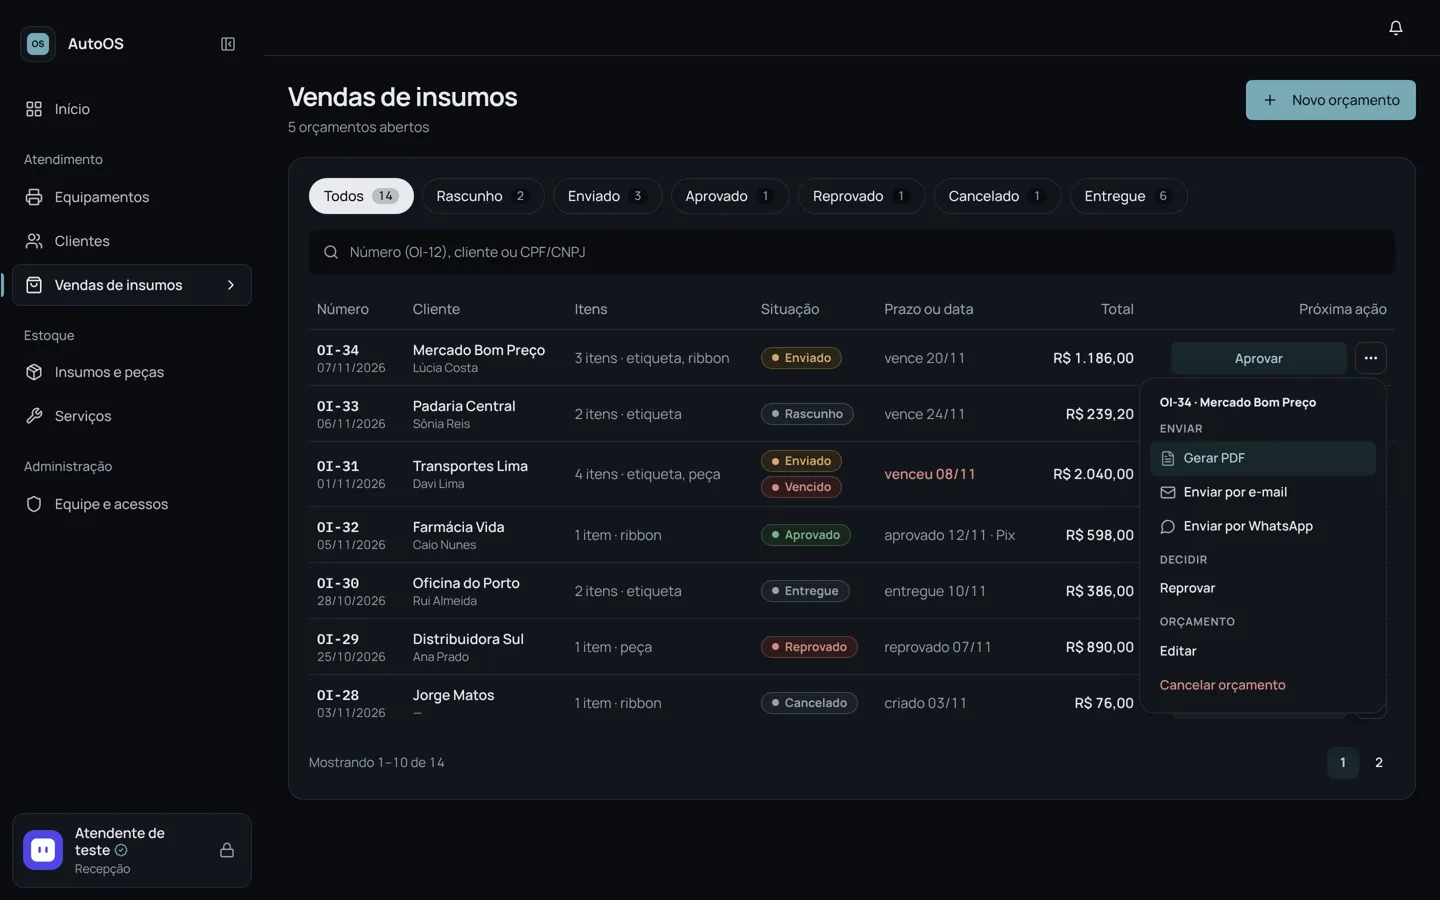 OS
AutoOS
Início
Atendimento
Equipamentos
Clientes
Vendas de insumos
Estoque
Insumos e peças
Serviços
Administração
Equipe e acessos
Atendente de
teste
Recepção
Vendas de insumos
5 orçamentos abertos
+ Novo orçamento
Todos 14 Rascunho 2 Enviado 3 Aprovado 1 Reprovado 1 Cancelado 1 Entregue 6
Número (OI-12), cliente ou CPF/CNPJ
Número Cliente Itens Situação Prazo ou data Total Próxima ação
OI-34 Mercado Bom Preço 3 itens · etiqueta, ribbon Enviado vence 20/11 R$ 1.186,00 Aprovar ···
07/11/2026 Lúcia Costa
OI-33 Padaria Central 2 itens · etiqueta Rascunho vence 24/11 R$ 239,20
06/11/2026 Sônia Reis
OI-31 Transportes Lima 4 itens · etiqueta, peça Enviado venceu 08/11 R$ 2.040,00
01/11/2026 Davi Lima Vencido
OI-32 Farmácia Vida 1 item · ribbon Aprovado aprovado 12/11 · Pix R$ 598,00
05/11/2026 Caio Nunes
OI-30 Oficina do Porto 2 itens · etiqueta Entregue entregue 10/11 R$ 386,00
28/10/2026 Rui Almeida
OI-29 Distribuidora Sul 1 item · peça Reprovado reprovado 07/11 R$ 890,00
25/10/2026 Ana Prado
OI-28 Jorge Matos 1 item · ribbon Cancelado criado 03/11 R$ 76,00
03/11/2026 —
OI-34 · Mercado Bom Preço
ENVIAR
Gerar PDF
Enviar por e-mail
Enviar por WhatsApp
DECIDIR
Reprovar
ORÇAMENTO
Editar
Cancelar orçamento
Mostrando 1–10 de 14 1 2